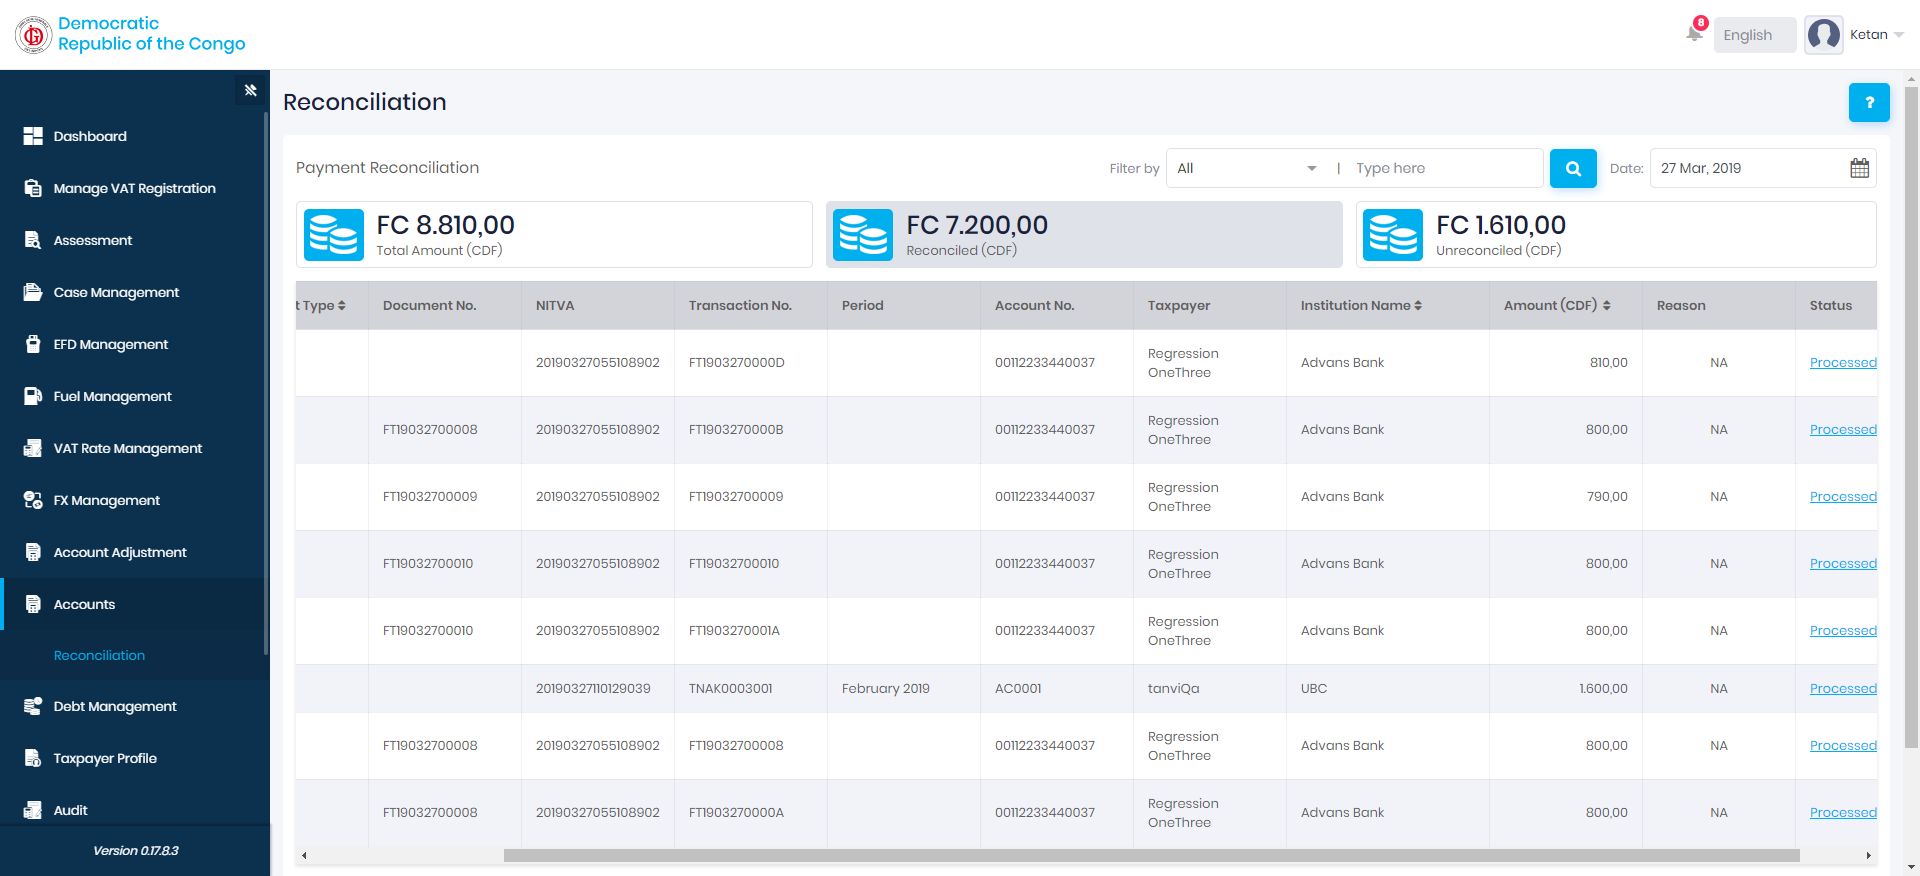 Democratic
Republic of the Congo
8
English
Ketan
Dashboard
Manage VAT Registration
Assessment
Case Management
EFD Management
Fuel Management
VAT Rate Management
FX Management
Account Adjustment
Accounts
Reconciliation
Debt Management
Taxpayer Profile
Audit
Version 0.17.8.3
Reconciliation
?
Payment Reconciliation
Filter by All | Type here Date: 27 Mar, 2019
FC 8.810,00
Total Amount (CDF)
FC 7.200,00
Reconciled (CDF)
FC 1.610,00
Unreconciled (CDF)
t Type Document No. NITVA Transaction No. Period Account No. Taxpayer Institution Name Amount (CDF) Reason Status
20190327055108902 FT1903270000D 00112233440037 Regression OneThree Advans Bank 810,00 NA Processed
FT19032700008 20190327055108902 FT1903270000B 00112233440037 Regression OneThree Advans Bank 800,00 NA Processed
FT19032700009 20190327055108902 FT19032700009 00112233440037 Regression OneThree Advans Bank 790,00 NA Processed
FT19032700010 20190327055108902 FT19032700010 00112233440037 Regression OneThree Advans Bank 800,00 NA Processed
FT19032700010 20190327055108902 FT1903270001A 00112233440037 Regression OneThree Advans Bank 800,00 NA Processed
20190327110129039 TNAK0003001 February 2019 AC0001 tanviQa UBC 1.600,00 NA Processed
FT19032700008 20190327055108902 FT19032700008 00112233440037 Regression OneThree Advans Bank 800,00 NA Processed
FT19032700008 20190327055108902 FT1903270000A 00112233440037 Regression OneThree Advans Bank 800,00 NA Processed